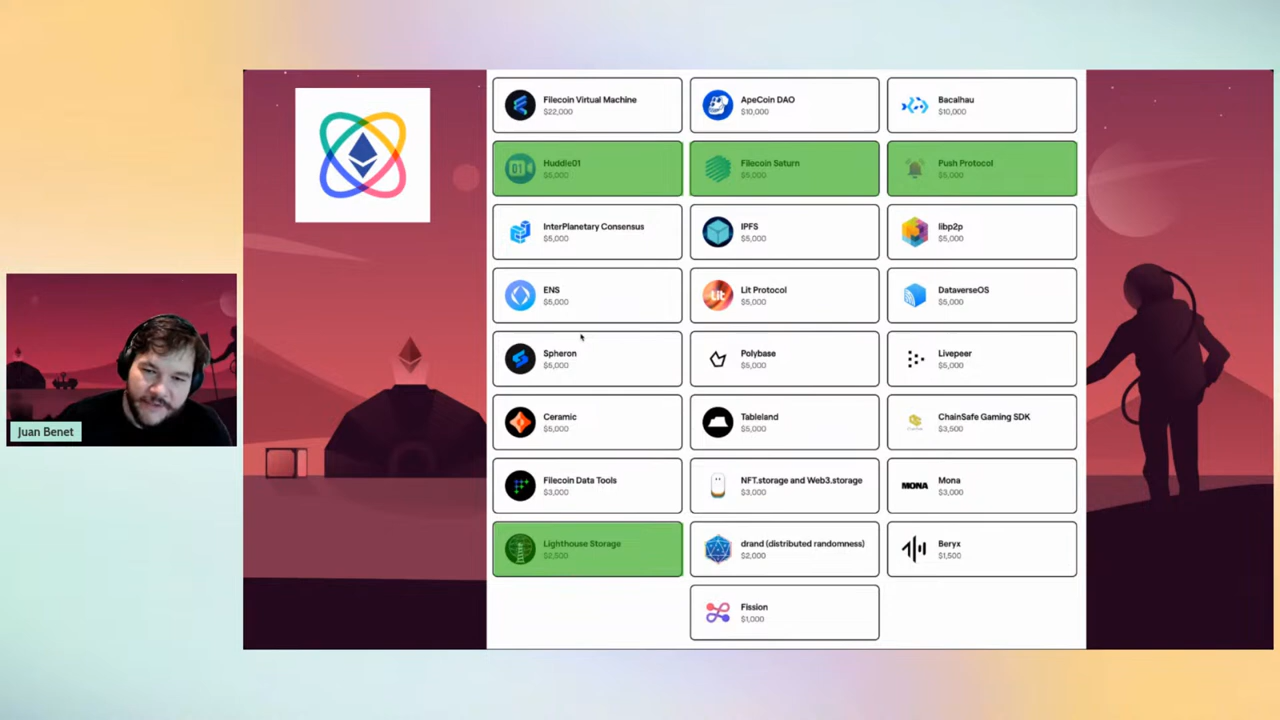 Filecoin Virtual Machine
$22,000
ApeCoin DAO
$10,000
Bacalhau
$10,000
Huddle01
$5,000
Filecoin Saturn
$5,000
Push Protocol
$5,000
InterPlanetary Consensus
$5,000
IPFS
$5,000
libp2p
$5,000
ENS
$5,000
Lit Protocol
$5,000
DataverseOS
$5,000
Spheron
$5,000
Polybase
$5,000
Livepeer
$5,000
Ceramic
$5,000
Tableland
$5,000
ChainSafe Gaming SDK
$3,500
Filecoin Data Tools
$3,000
NFT.storage and Web3.storage
$3,000
MONA
Mona
$3,000
Lighthouse Storage
$2,500
drand (distributed randomness)
$2,000
Beryx
$1,500
Fission
$1,000
01
Lit
Juan Benet